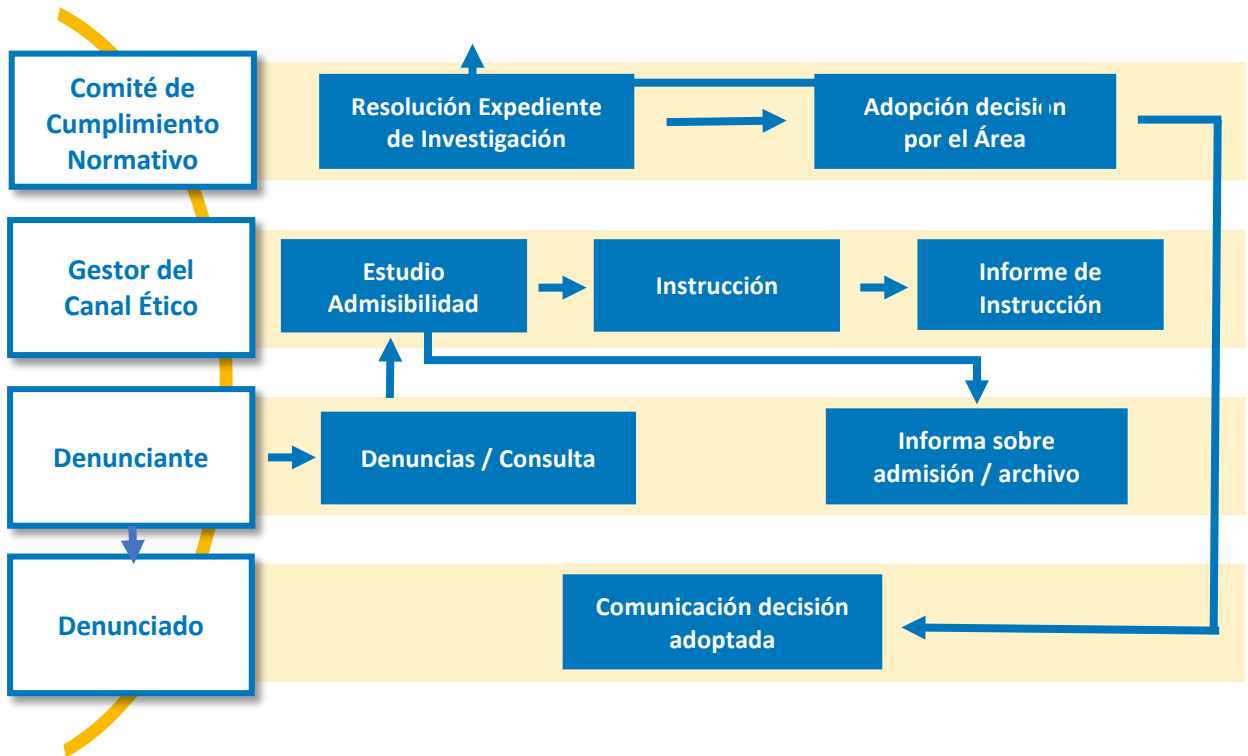 Comité de
Cumplimiento
Normativo
Resolución Expediente
de Investigación
Adopción decisión
por el Área
Gestor del
Canal Ético
Estudio
Admisibilidad
Instrucción
Informe de
Instrucción
Denunciante
Denuncias / Consulta
Informa sobre
admisión / archivo
Denunciado
Comunicación decisión
adoptada